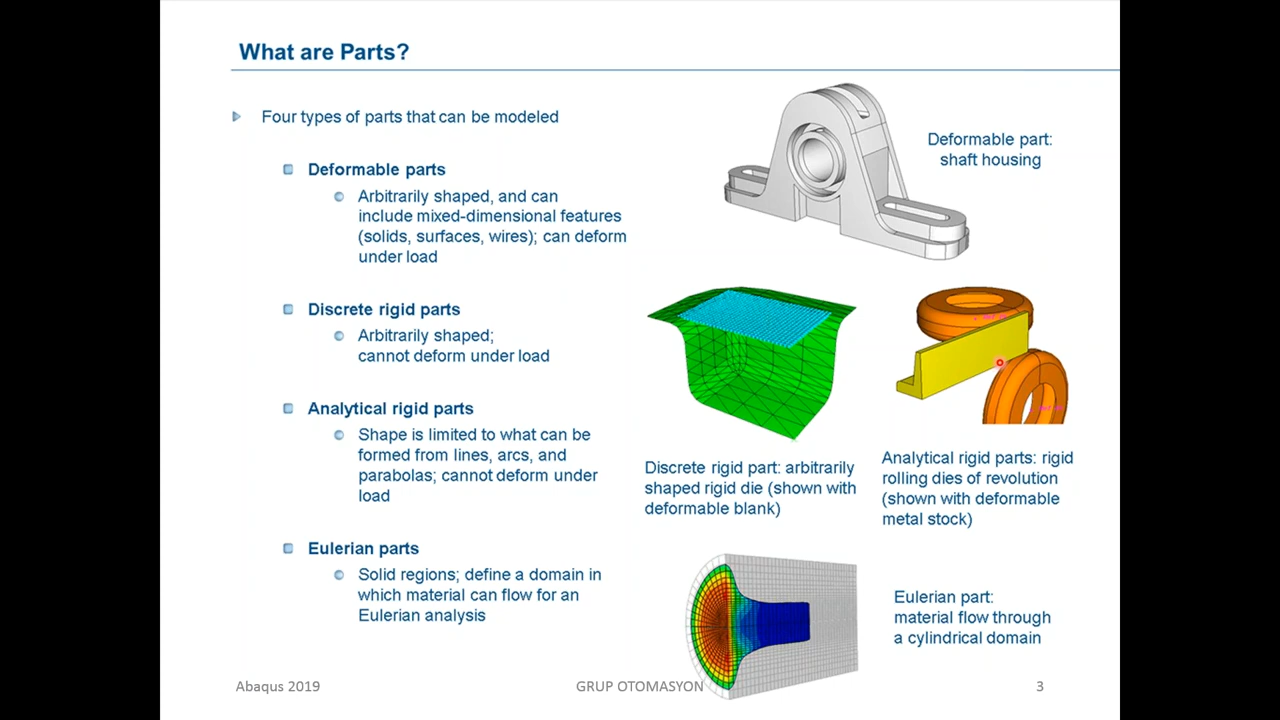 What are Parts?
Four types of parts that can be modeled
Deformable parts
Arbitrarily shaped, and can
include mixed-dimensional features
(solids, surfaces, wires); can deform
under load
Discrete rigid parts
Arbitrarily shaped;
cannot deform under load
Analytical rigid parts
Shape is limited to what can be
formed from lines, arcs, and
parabolas; cannot deform under
load
Eulerian parts
Solid regions; define a domain in
which material can flow for an
Eulerian analysis
Deformable part:
shaft housing
Discrete rigid part: arbitrarily
shaped rigid die (shown with
deformable blank)
Analytical rigid parts: rigid
rolling dies of revolution
(shown with deformable
metal stock)
Eulerian part:
material flow through
a cylindrical domain
Abaqus 2019
GRUP OTOMASYON
3